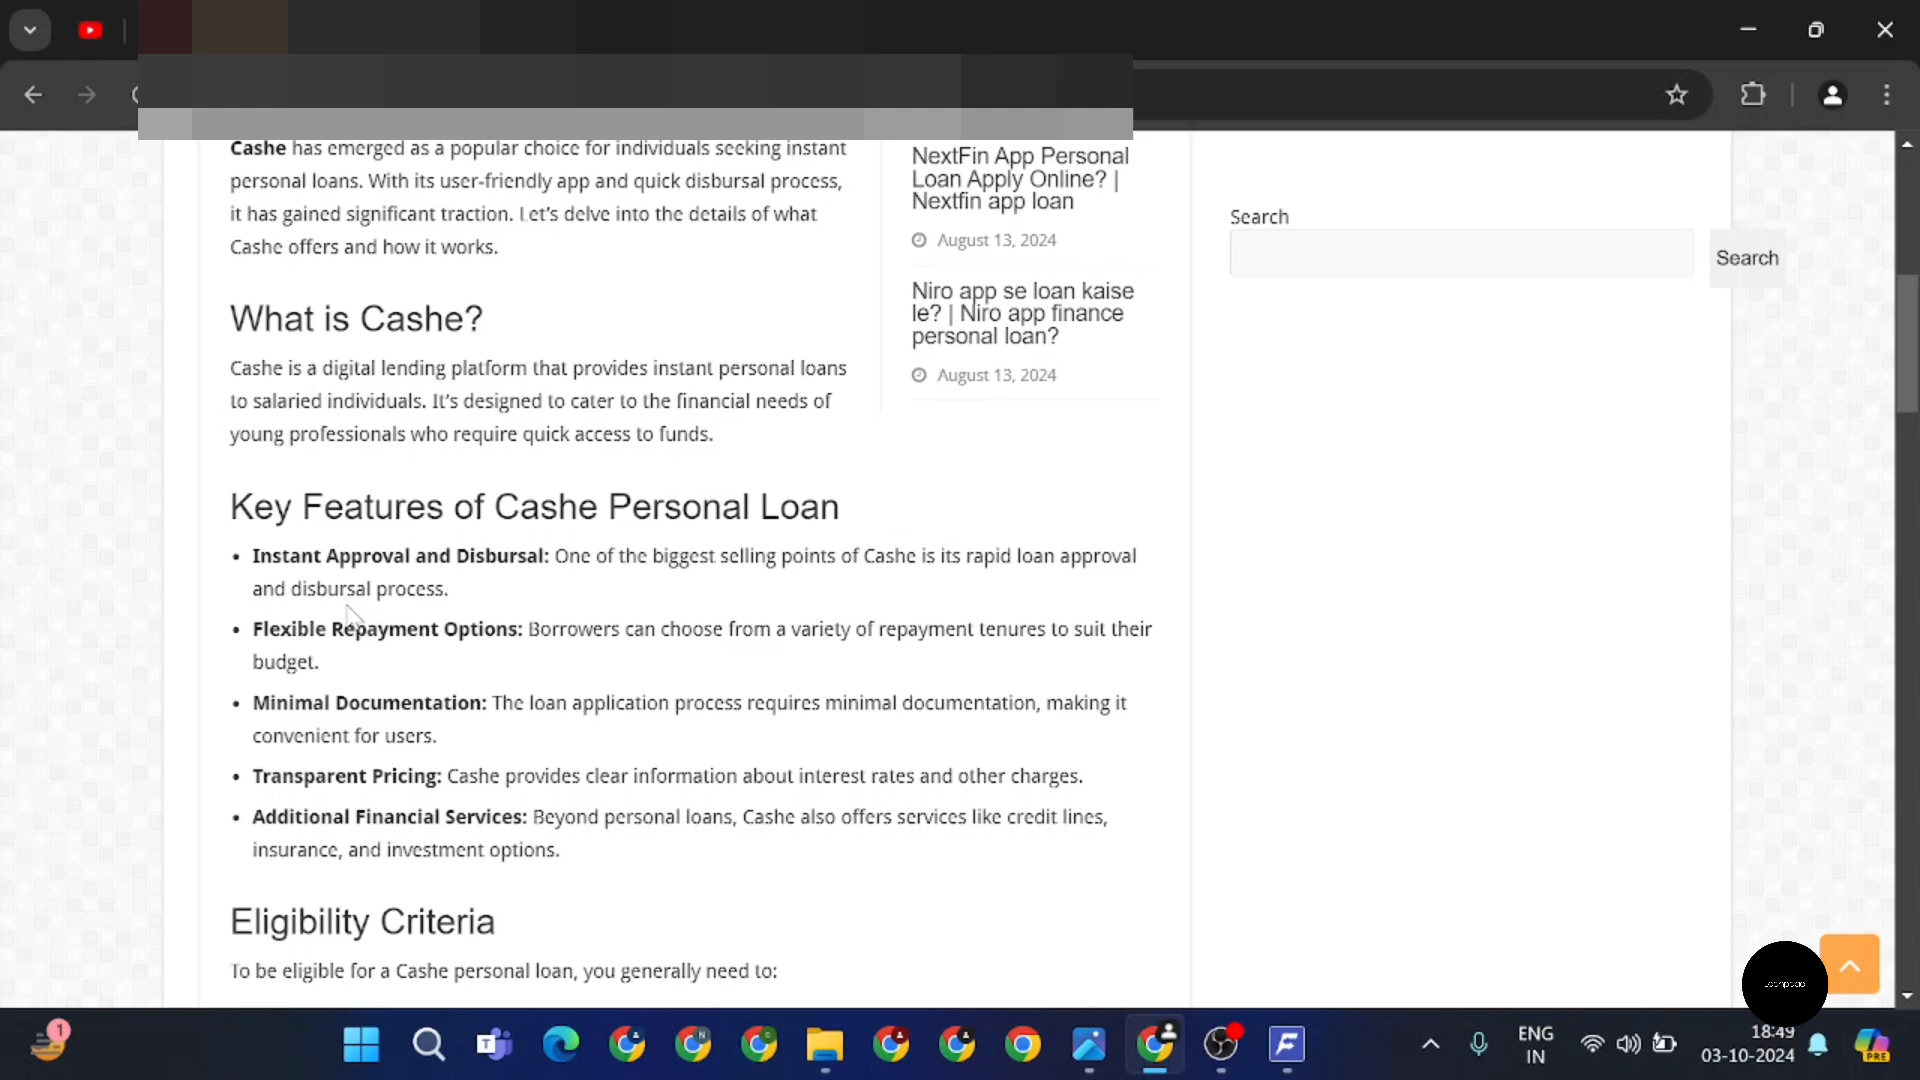 Cashe has emerged as a popular choice for individuals seeking instant
personal loans. With its user-friendly app and quick disbursal process,
it has gained significant traction. Let's delve into the details of what
Cashe offers and how it works.
What is Cashe?
Cashe is a digital lending platform that provides instant personal loans
to salaried individuals. It's designed to cater to the financial needs of
young professionals who require quick access to funds.
NextFin App Personal
Loan Apply Online? |
Nextfin app loan
August 13, 2024
Niro app se loan kaise
le? | Niro app finance
personal loan?
August 13, 2024
Search
Search
Key Features of Cashe Personal Loan
• Instant Approval and Disbursal: One of the biggest selling points of Cashe is its rapid loan approval
and disbursal process.
• Flexible Repayment Options: Borrowers can choose from a variety of repayment tenures to suit their
budget.
• Minimal Documentation: The loan application process requires minimal documentation, making it
convenient for users.
• Transparent Pricing: Cashe provides clear information about interest rates and other charges.
• Additional Financial Services: Beyond personal loans, Cashe also offers services like credit lines,
insurance, and investment options.
Eligibility Criteria
To be eligible for a Cashe personal loan, you generally need to:
1
ENG
IN
18:49
03-10-2024
PRE